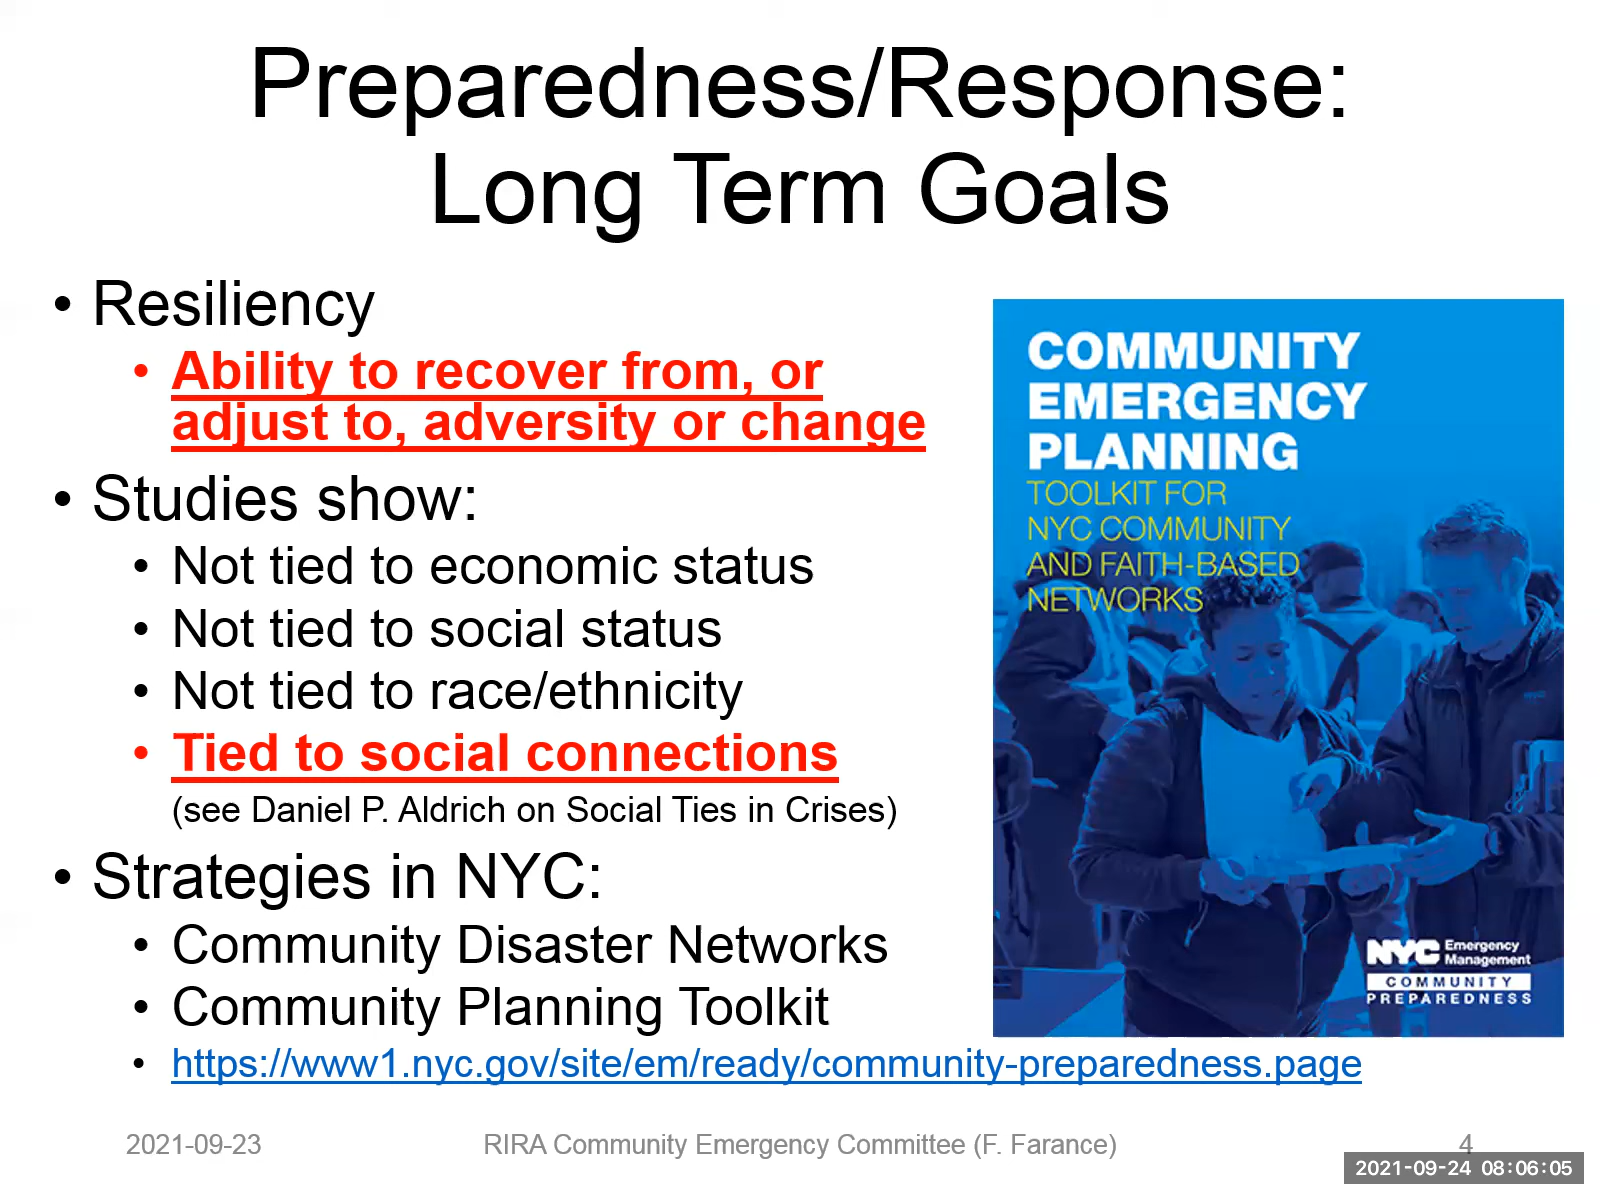 Preparedness/Response:
Long Term Goals
• Resiliency
• Ability to recover from, or
adjust to, adversity or change
• Studies show:
• Not tied to economic status
• Not tied to social status
• Not tied to race/ethnicity
• Tied to social connections
(see Daniel P. Aldrich on Social Ties in Crises)
• Strategies in NYC:
• Community Disaster Networks
• Community Planning Toolkit
• https://www1.nyc.gov/site/em/ready/community-preparedness.page
COMMUNITY
EMERGENCY
PLANNING
TOOLKIT FOR
NYC COMMUNITY
AND FAITH-BASED
NETWORKS
NYC Emergency
Management
COMMUNITY
PREPAREDNESS
2021-09-23
RIRA Community Emergency Committee (F. Farance)
4
2021-09-24 08:06:05